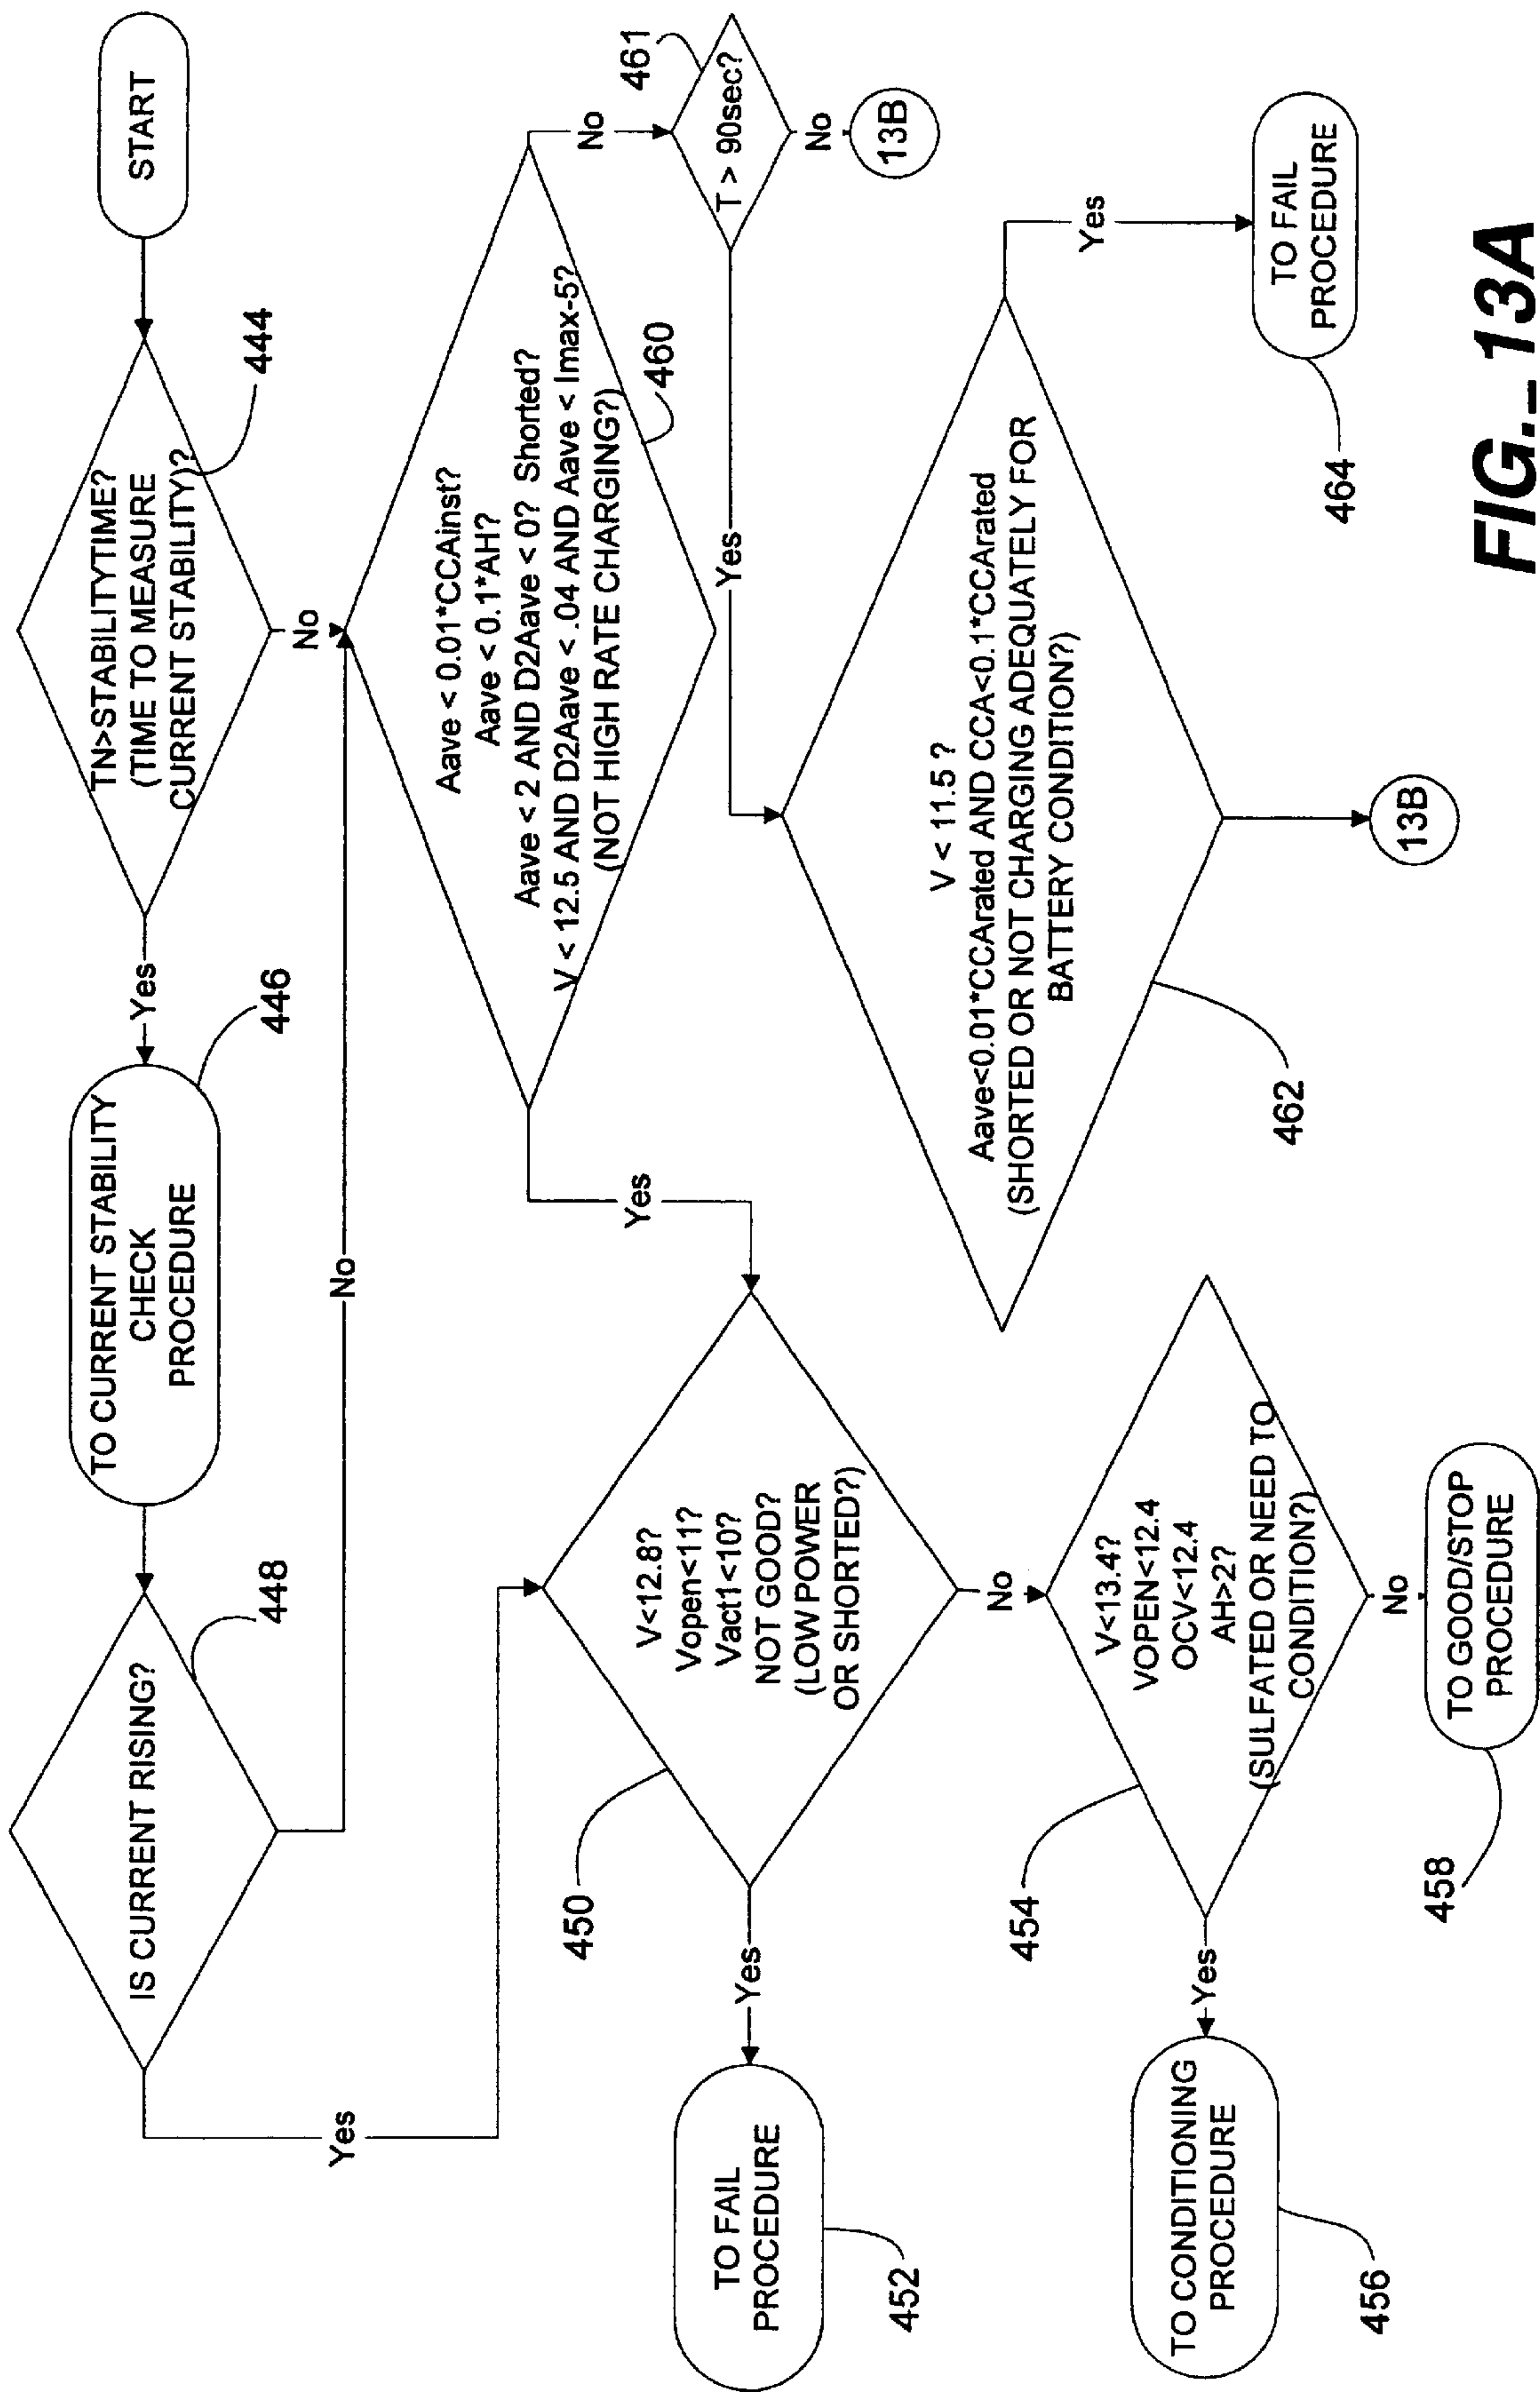 START
TN>STABILITYTIME?
(TIME TO MEASURE
CURRENT STABILITY)?
444
Yes
No
TO CURRENT STABILITY
CHECK
PROCEDURE
446
IS CURRENT RISING?
448
No
Yes
Aave < 0.01*CCAinst?
Aave < 0.1*AH?
Aave < 2 AND D2Aave < 0? Shorted?
V < 12.5 AND D2Aave < .04 AND Aave < Imax-5?
(NOT HIGH RATE CHARGING?)
460
No
Yes
T > 90sec?
461
No
13B
Yes
V<12.8?
Vopen<11?
Vact1<10?
NOT GOOD?
(LOW POWER
OR SHORTED?)
450
Yes
TO FAIL
PROCEDURE
452
No
V < 11.5 ?
Aave<0.01*CCArated AND CCA<0.1*CCArated
(SHORTED OR NOT CHARGING ADEQUATELY FOR
BATTERY CONDITION?)
462
Yes
TO FAIL
PROCEDURE
464
13B
V<13.4?
VOPEN<12.4
OCV<12.4
AH>2?
(SULFATED OR NEED TO
CONDITION?)
454
Yes
TO CONDITIONING
PROCEDURE
456
No
TO GOOD/STOP
PROCEDURE
458
FIG._ 13A